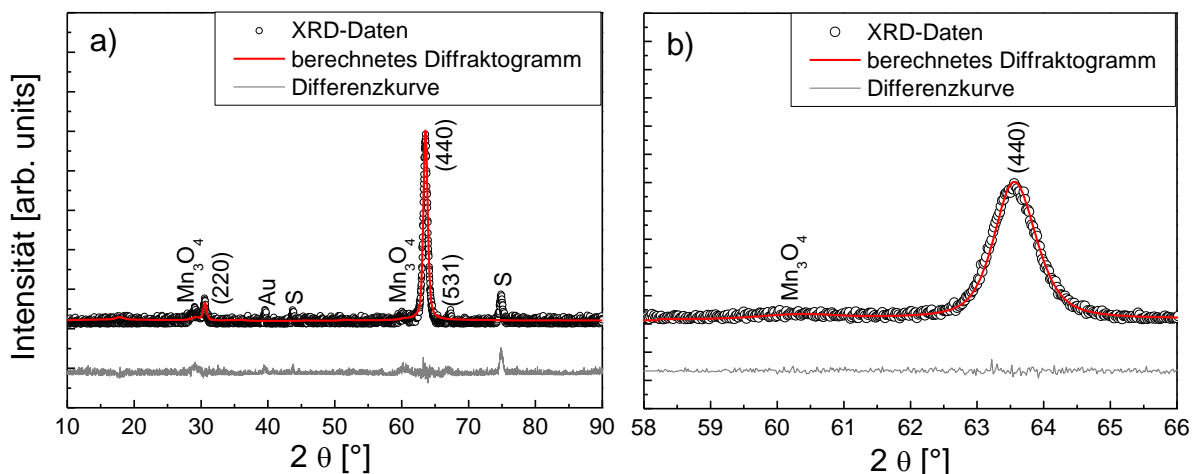 a)
XRD-Daten
berechnetes Diffraktogramm
Differenzkurve
Intensität [arb. units]
Mn₃O₄
(220)
Au
S
Mn₃O₄
(440)
(531)
S
10 20 30 40 50 60 70 80 90
2 θ [°]
b)
XRD-Daten
berechnetes Diffraktogramm
Differenzkurve
Mn₃O₄
(440)
58 59 60 61 62 63 64 65 66
2 θ [°]